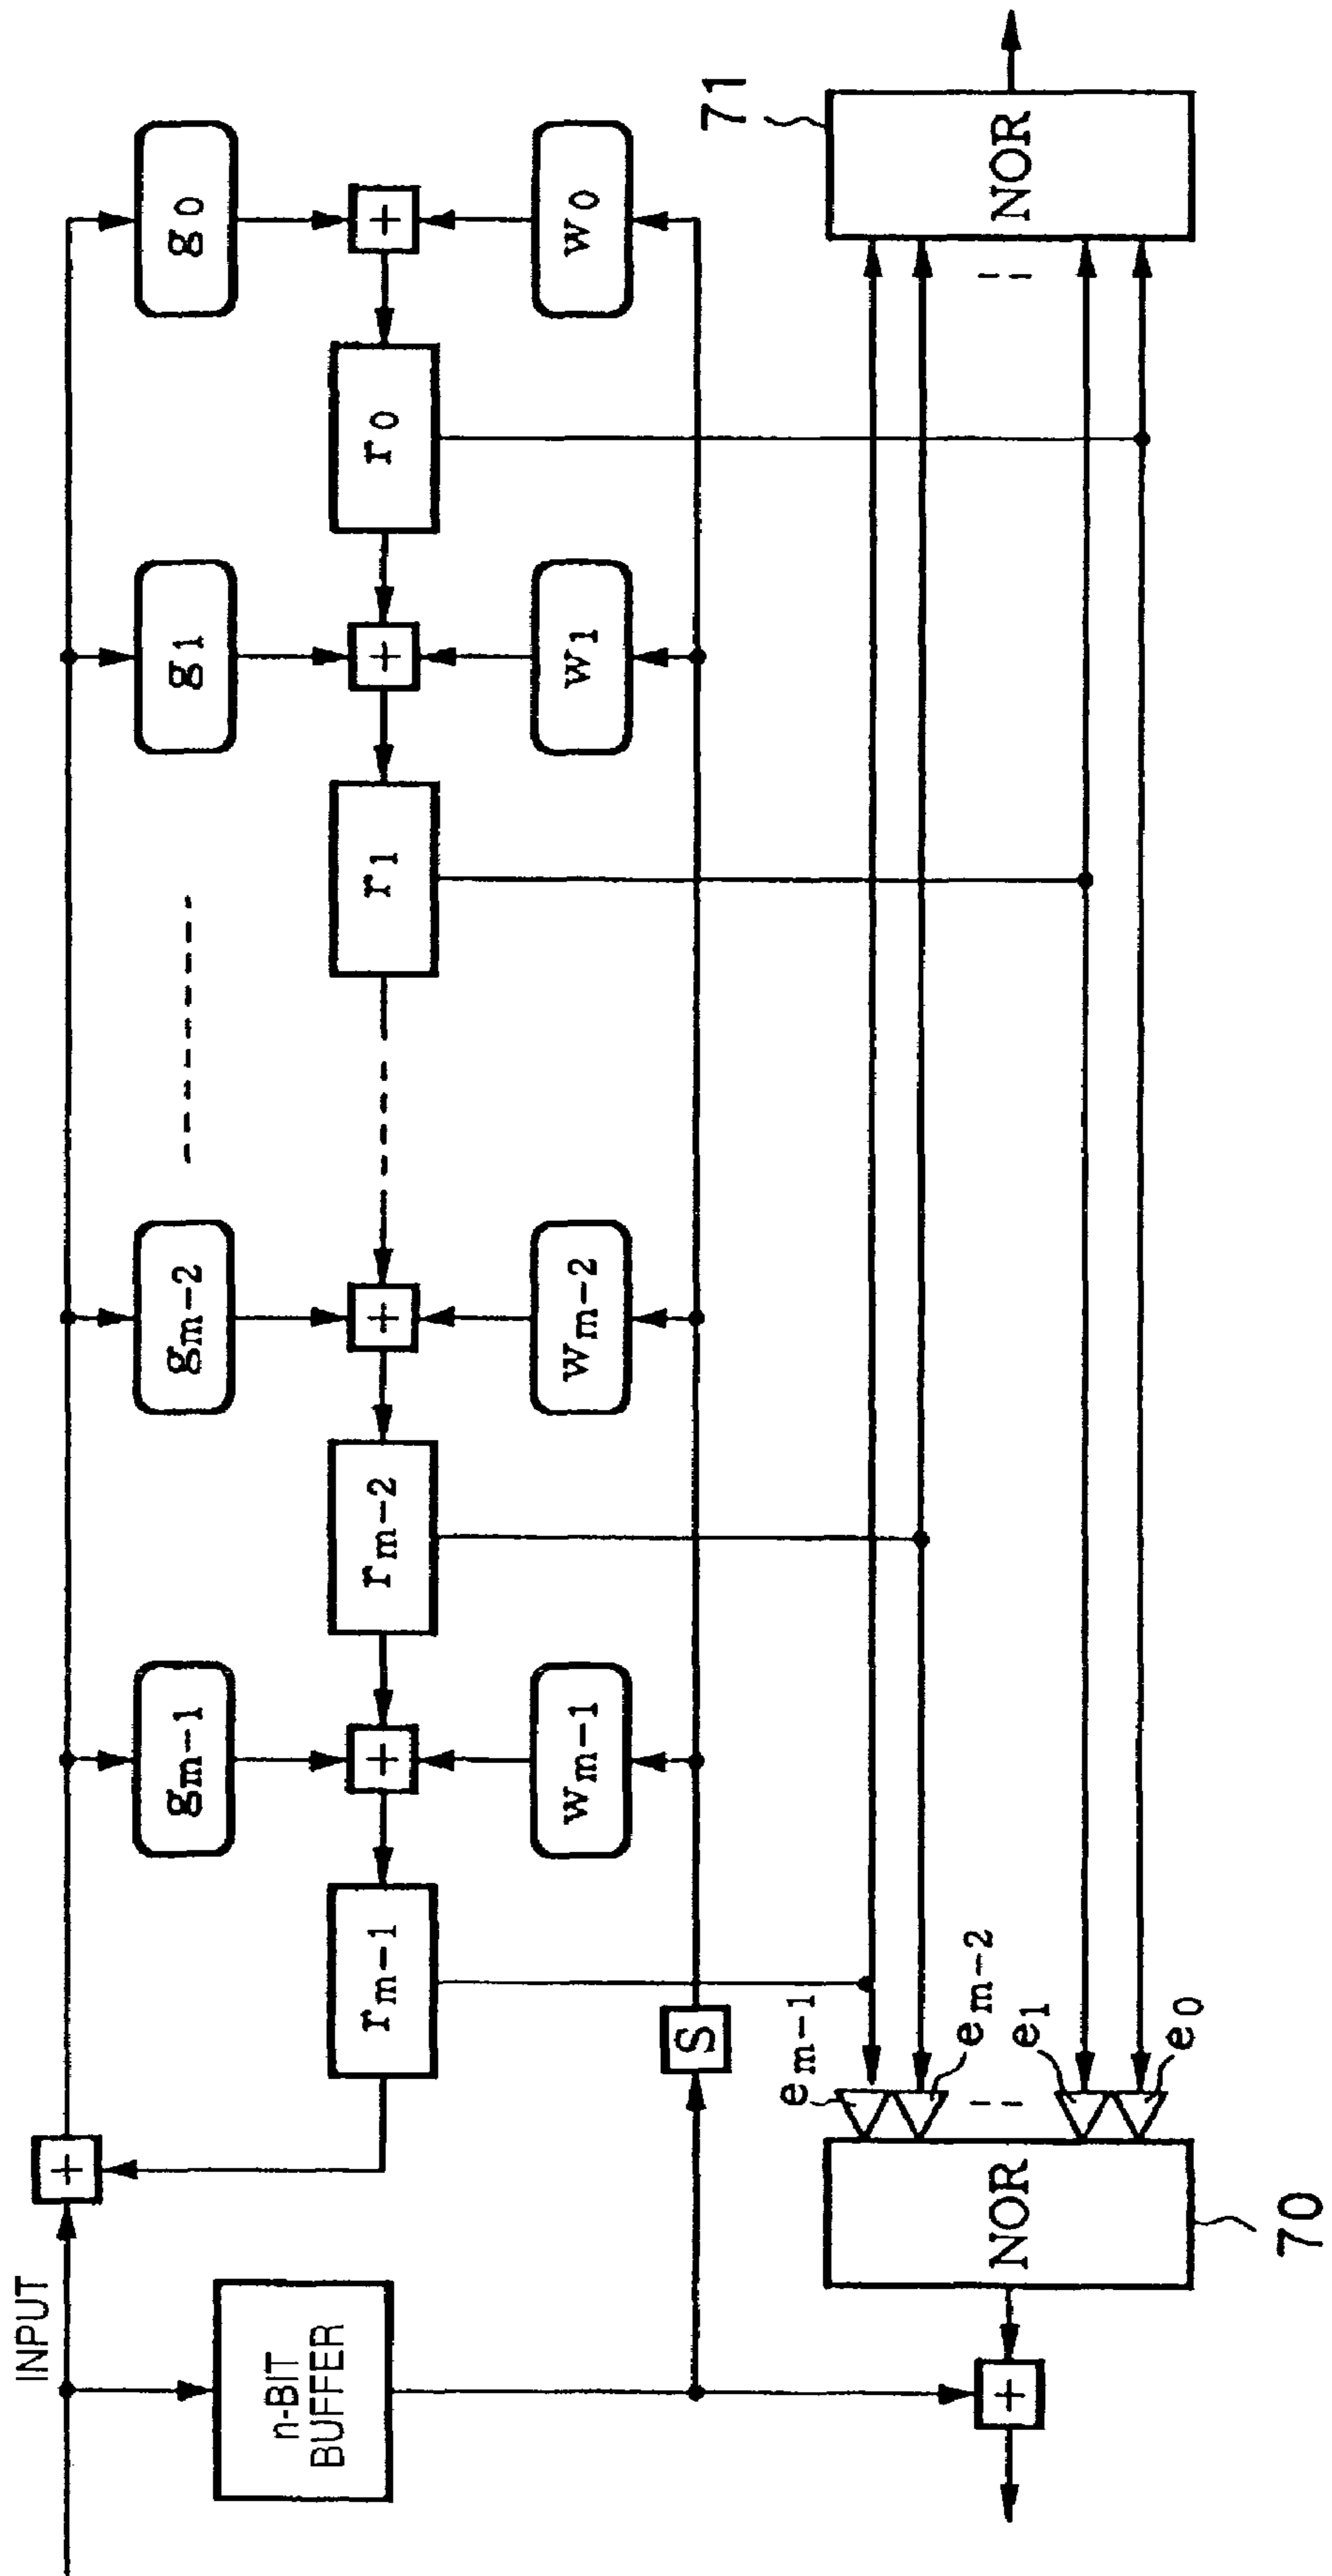 INPUT
n-BIT
BUFFER
gm-1
gm-2
g1
g0
+
+
+
+
+
rm-1
rm-2
r1
r0
wm-1
wm-2
w1
w0
S
em-1
em-2
e1
e0
NOR
70
NOR
71
+